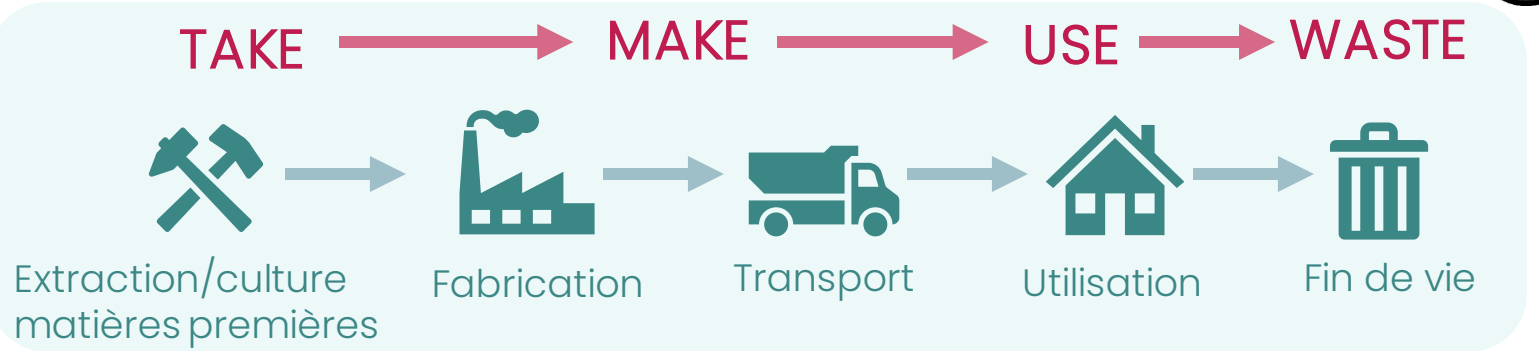 TAKE MAKE USE WASTE
Extraction/culture
matières premières
Fabrication
Transport
Utilisation
Fin de vie